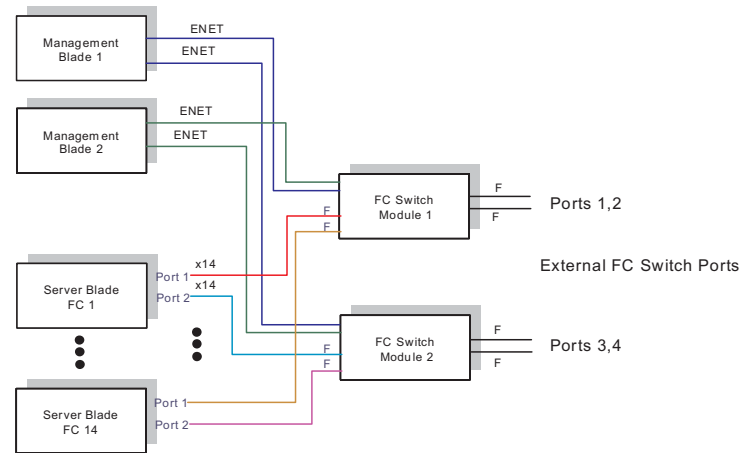 ENET
Management
Blade 1
ENET
ENET
Management
Blade 2
ENET
F
FC Switch
Module 1
F
Ports 1,2
F
F
External FC Switch Ports
x14
Port 1
x14
Port 2
Server Blade
FC 1
F
FC Switch
Module 2
F
Ports 3,4
F
F
Port 1
Server Blade
FC 14
Port 2